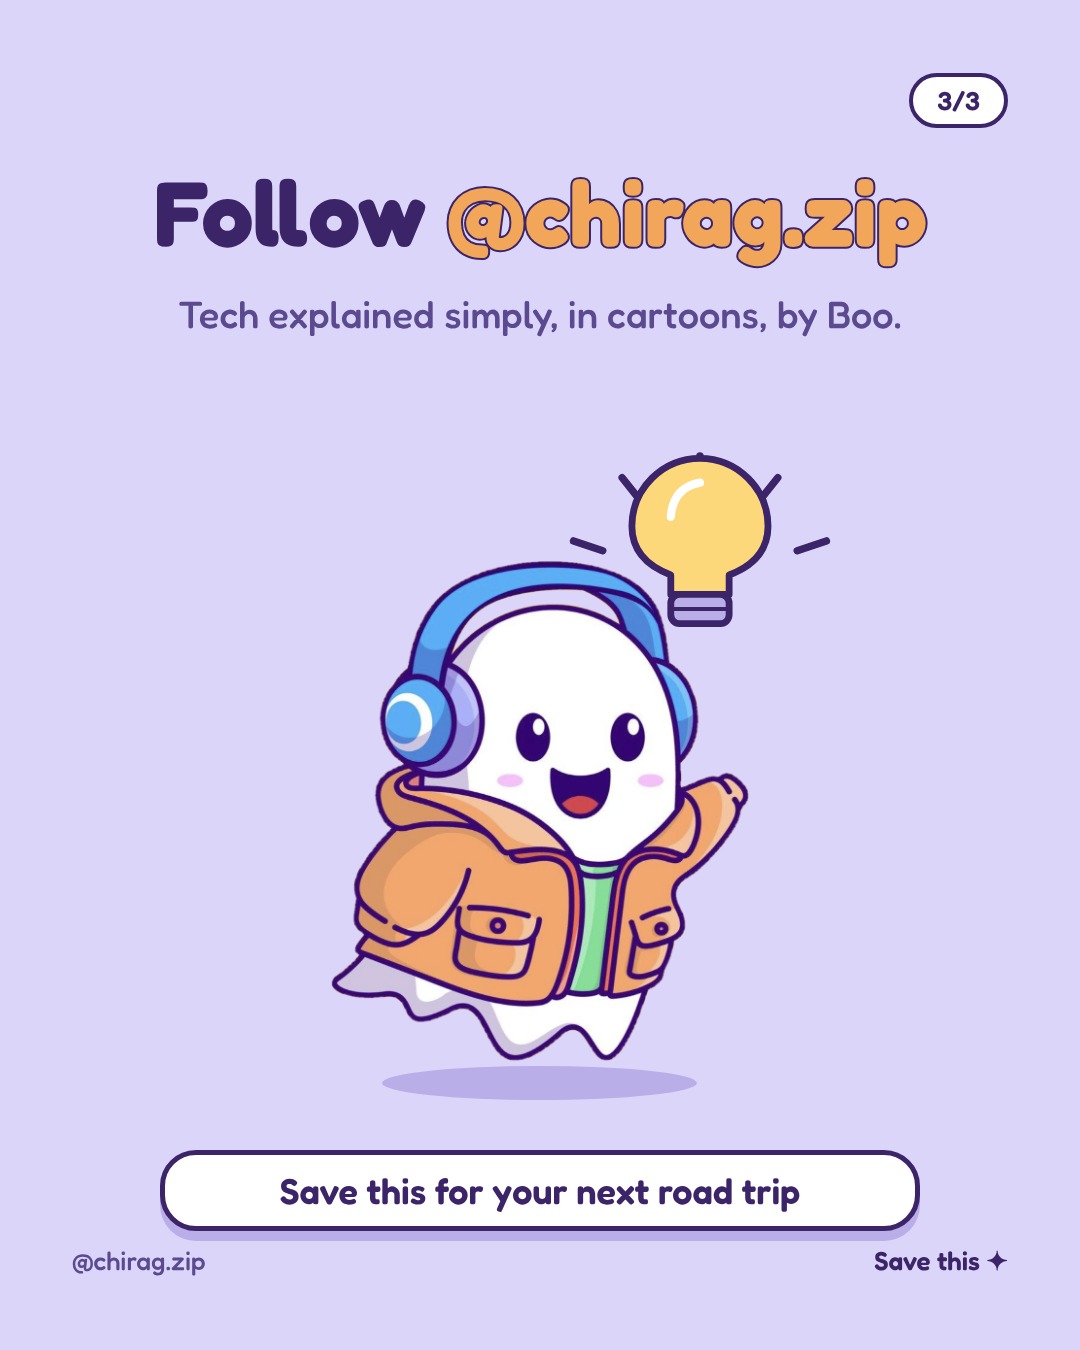 3/3
Follow @chirag.zip
Tech explained simply, in cartoons, by Boo.
Save this for your next road trip
@chirag.zip
Save this ✦